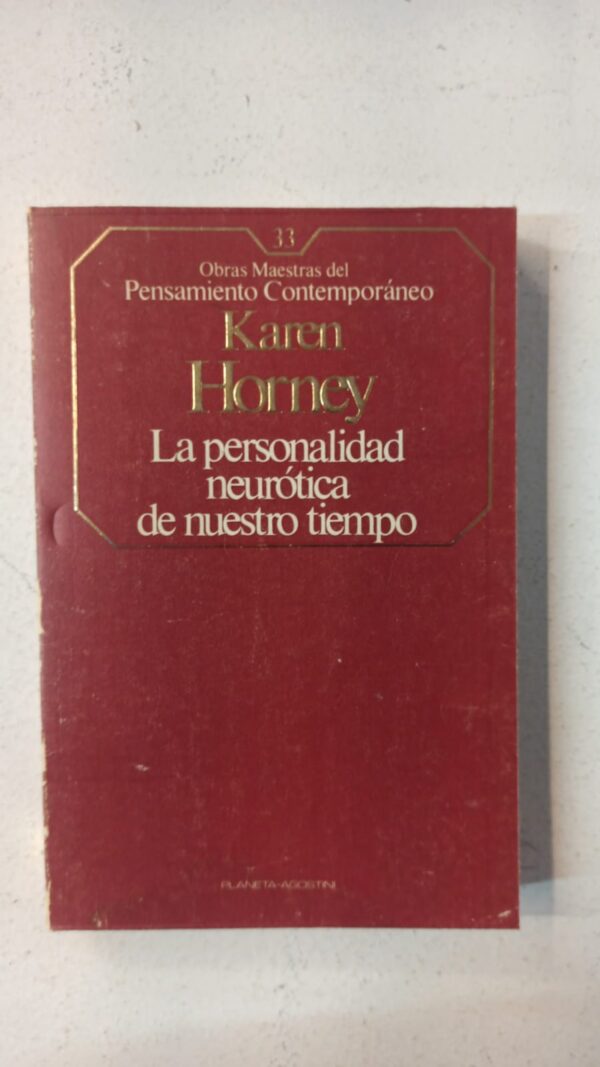 33
Obras Maestras del
Pensamiento Contemporáneo
Karen
Horney
La personalidad
neurótica
de nuestro tiempo
PLANETA-AGOSTINI